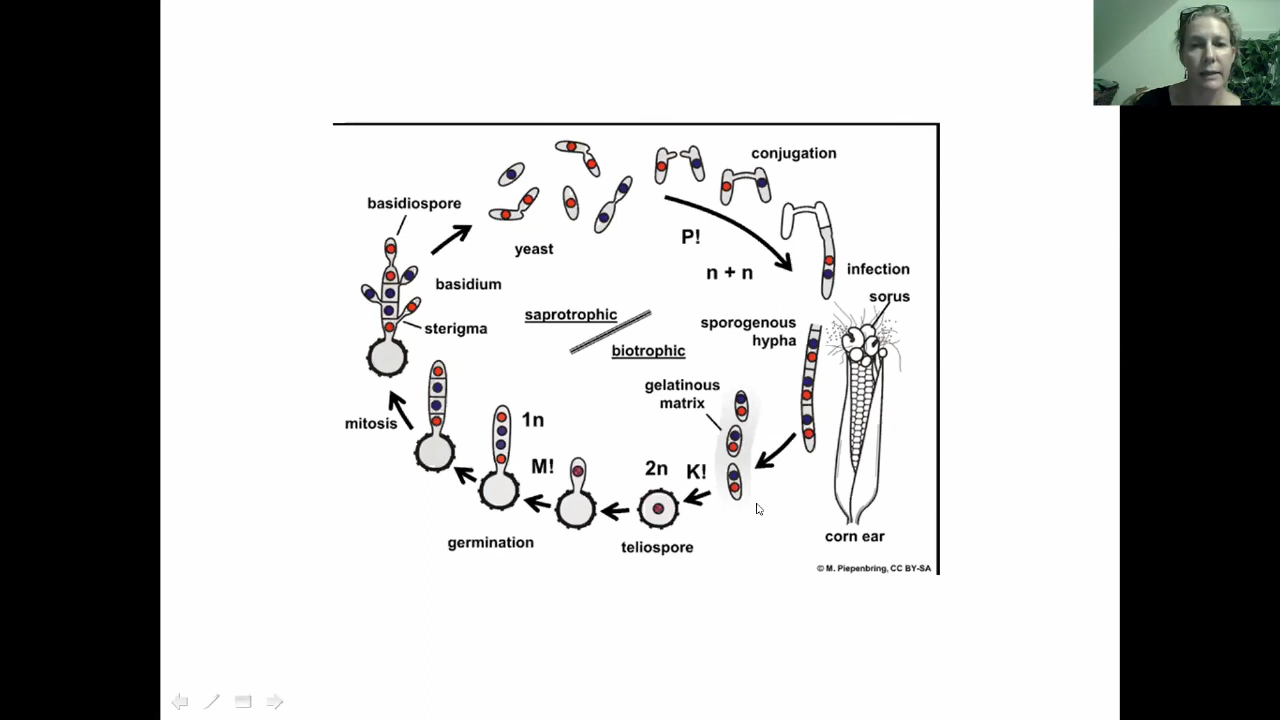 conjugation
basidiospore
P!
yeast
n + n
infection
basidium
sorus
saprotrophic
sterigma
sporogenous
hypha
biotrophic
gelatinous
matrix
mitosis
1n
M!
2n
K!
germination
teliospore
corn ear
© M. Piepenbring, CC BY-SA